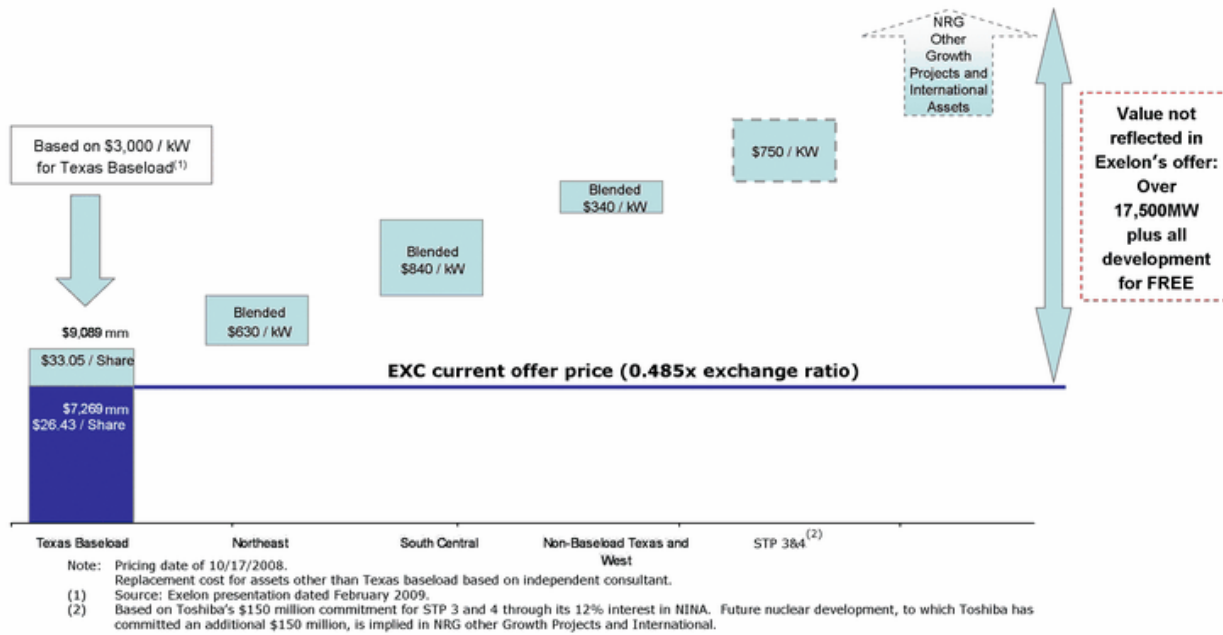 NRG
Other
Growth
Projects and
International
Assets
Value not
reflected in
Exelon's offer:
Over
17,500MW
plus all
development
for FREE
Based on $3,000 / kW
for Texas Baseload(1)
$750 / KW
Blended
$340 / kW
Blended
$840 / kW
Blended
$630 / kW
$9,089 mm
$33.05 / Share
EXC current offer price (0.485x exchange ratio)
$7,269 mm
$26.43 / Share
Texas Baseload
Northeast
South Central
Non-Baseload Texas and
West
STP 3&4(2)
Note: Pricing date of 10/17/2008.
Replacement cost for assets other than Texas baseload based on independent consultant.
(1) Source: Exelon presentation dated February 2009.
(2) Based on Toshiba's $150 million commitment for STP 3 and 4 through its 12% interest in NINA. Future nuclear development, to which Toshiba has
committed an additional $150 million, is implied in NRG other Growth Projects and International.